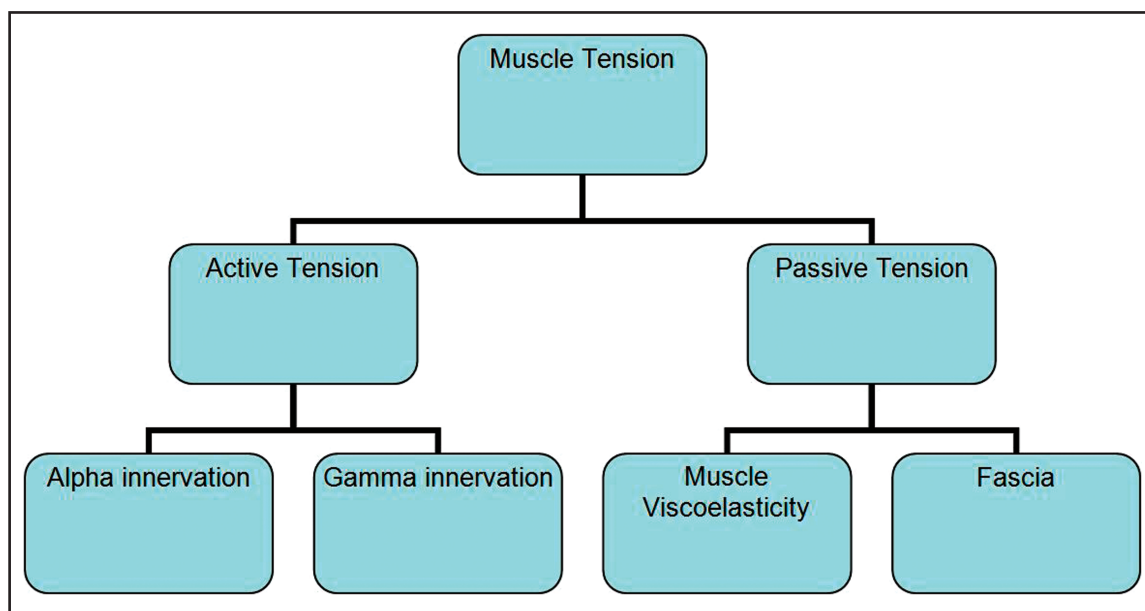 Muscle Tension
Active Tension
Passive Tension
Alpha innervation
Gamma innervation
Muscle
Viscoelasticity
Fascia